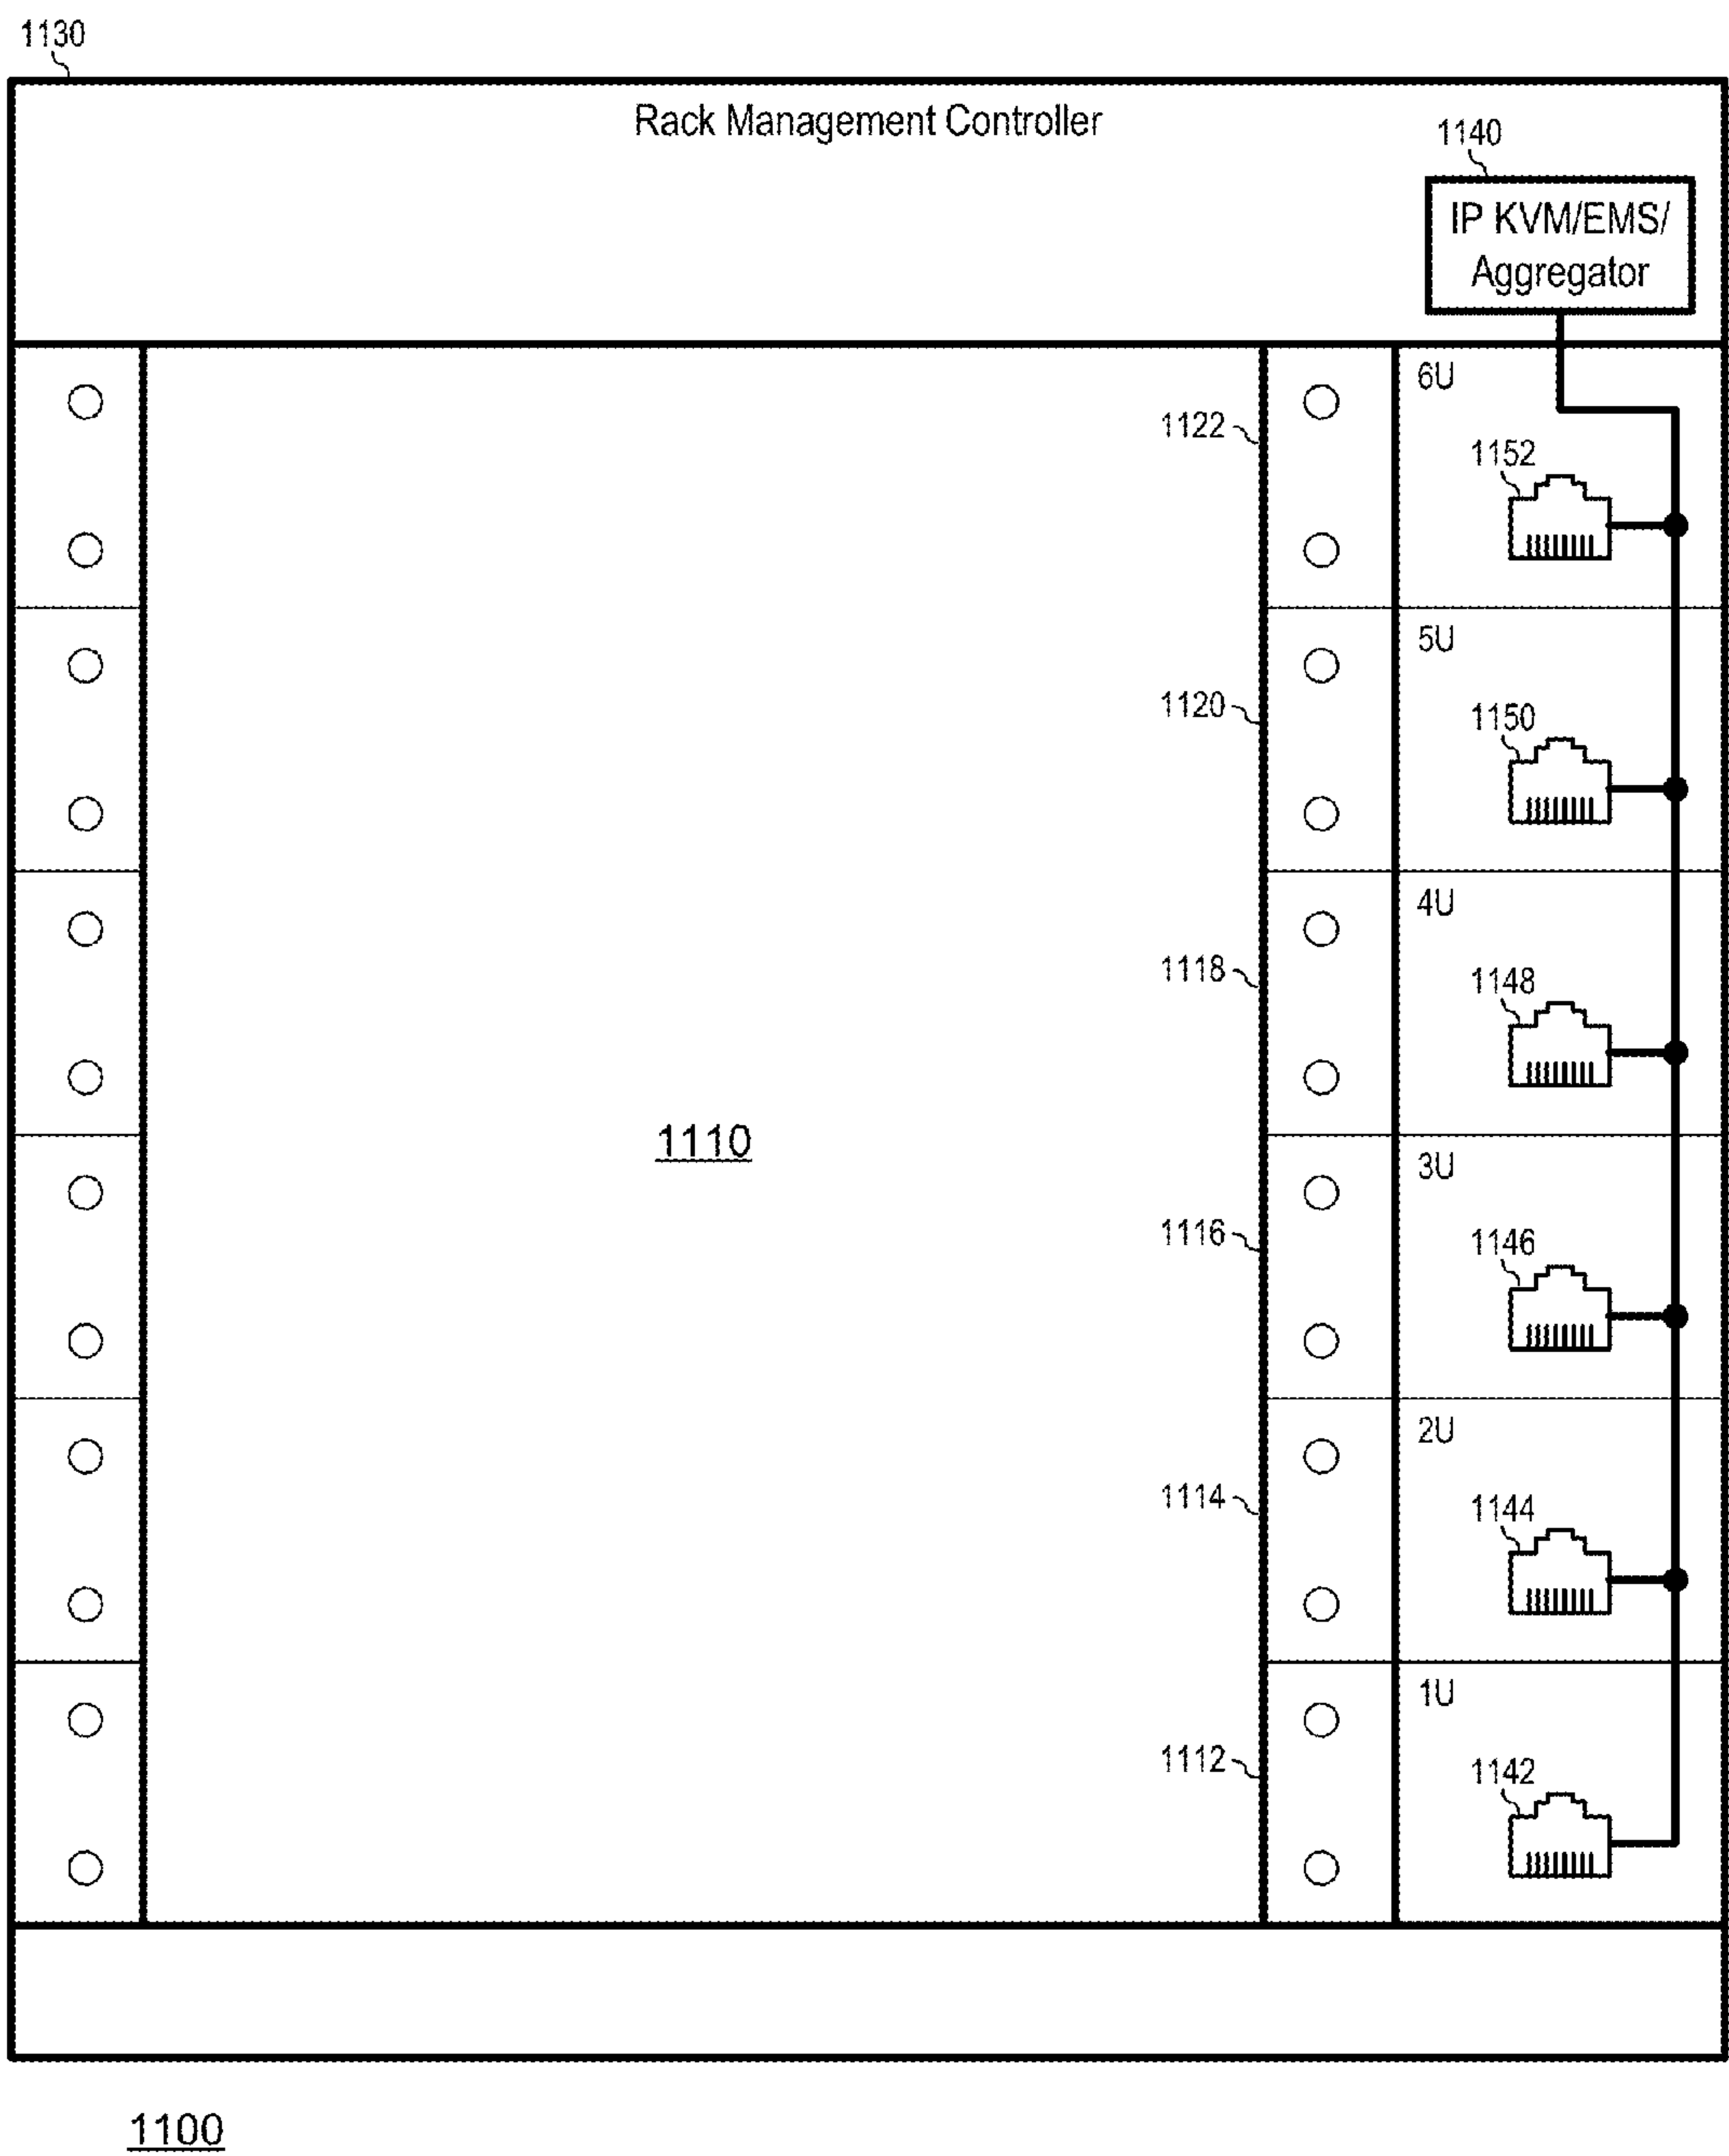 1130
Rack Management Controller
1140
IP KVM/EMS/
Aggregator
6U
1122
1152
5U
1120
1150
4U
1118
1148
1110
3U
1116
1146
2U
1114
1144
1U
1112
1142
1100